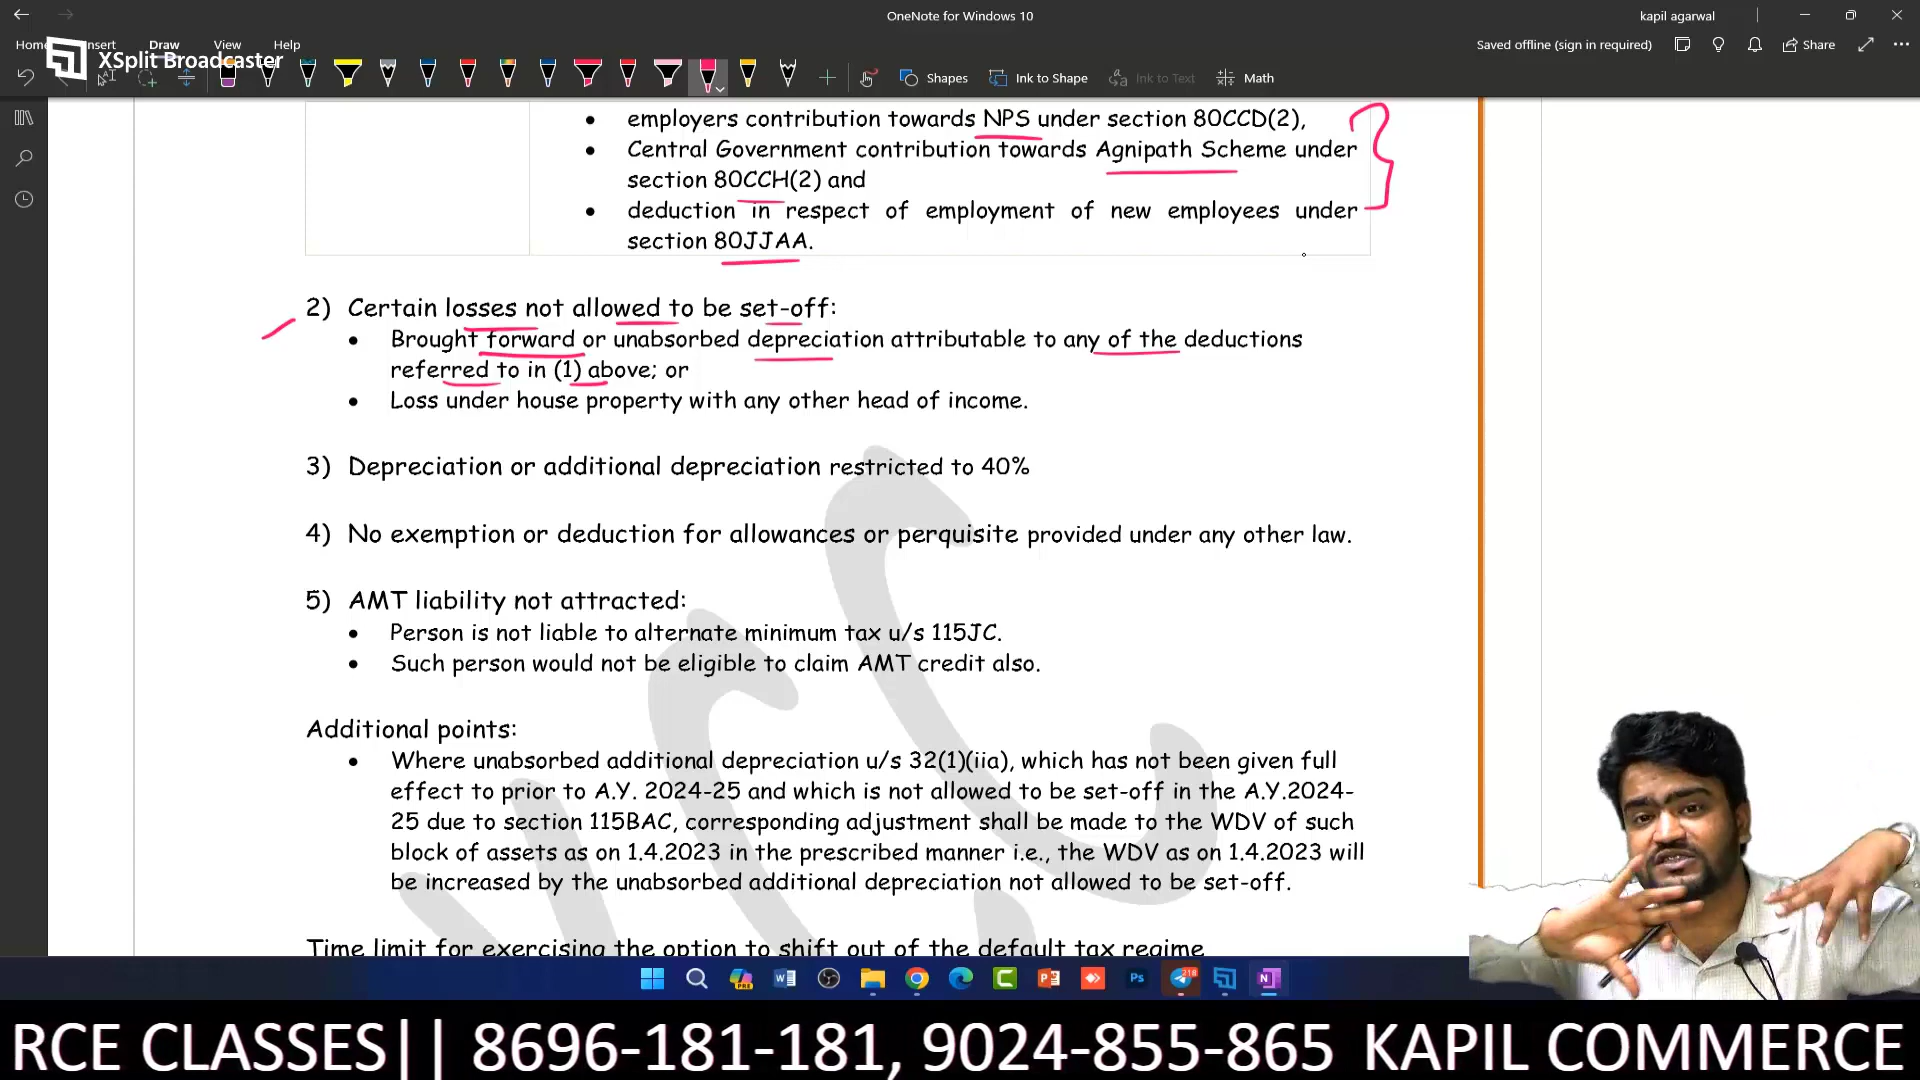 OneNote for Windows 10
kapil agarwal
Home Insert Draw View Help
Saved offline (sign in required)
Share
XSplit Broadcaster
Shapes
Ink to Shape
Ink to Text
Math
• employers contribution towards NPS under section 80CCD(2),
• Central Government contribution towards Agnipath Scheme under
section 80CCH(2) and
• deduction in respect of employment of new employees under
section 80JJAA.
2) Certain losses not allowed to be set-off:
• Brought forward or unabsorbed depreciation attributable to any of the deductions
referred to in (1) above; or
• Loss under house property with any other head of income.
3) Depreciation or additional depreciation restricted to 40%
4) No exemption or deduction for allowances or perquisite provided under any other law.
5) AMT liability not attracted:
• Person is not liable to alternate minimum tax u/s 115JC.
• Such person would not be eligible to claim AMT credit also.
Additional points:
• Where unabsorbed additional depreciation u/s 32(1)(iia), which has not been given full
effect to prior to A.Y. 2024-25 and which is not allowed to be set-off in the A.Y.2024-
25 due to section 115BAC, corresponding adjustment shall be made to the WDV of such
block of assets as on 1.4.2023 in the prescribed manner i.e., the WDV as on 1.4.2023 will
be increased by the unabsorbed additional depreciation not allowed to be set-off.
Time limit for exercising the option to shift out of the default tax regime
PRE
Ps
218
RCE CLASSES|| 8696-181-181, 9024-855-865 KAPIL COMMERCE